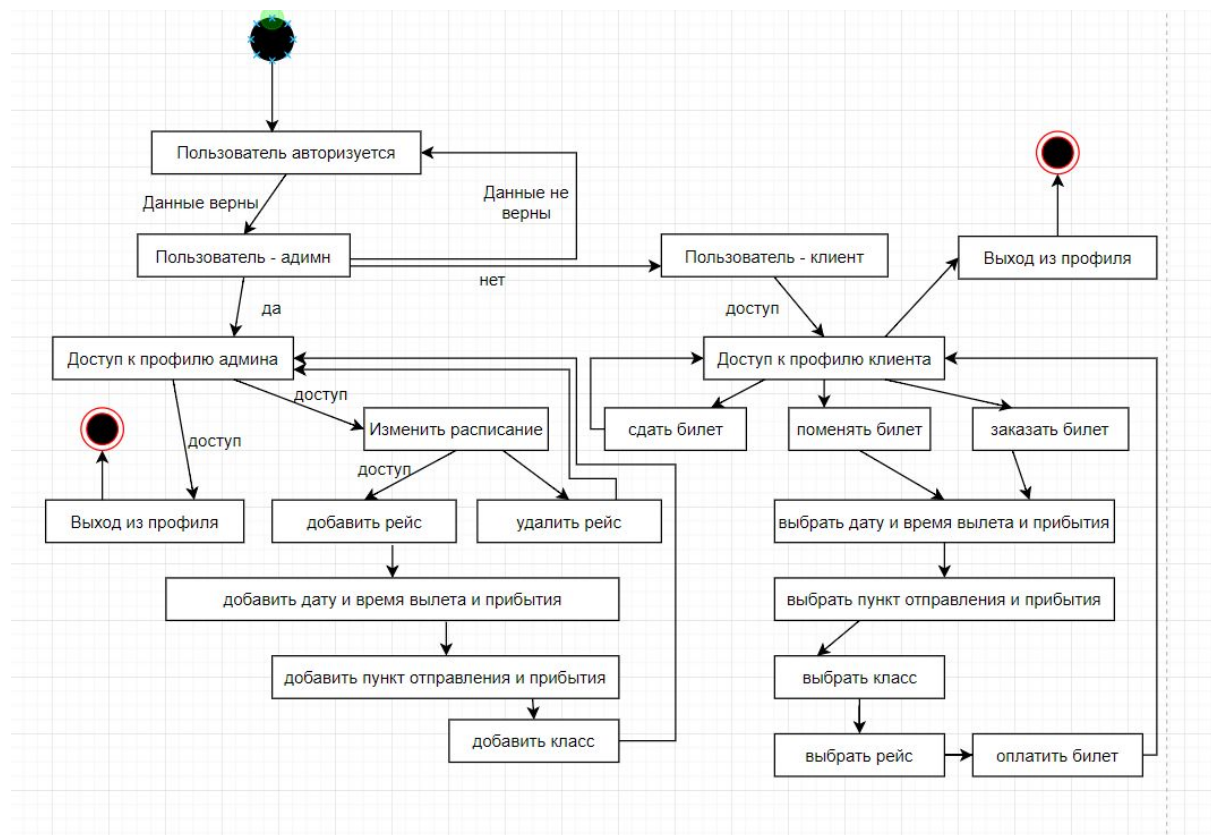 Пользователь авторизуется
Данные верны
Данные не
верны
Пользователь - адимн
Пользователь - клиент
Выход из профиля
нет
да
доступ
Доступ к профилю админа
Доступ к профилю клиента
доступ
Изменить расписание
сдать билет
поменять билет
заказать билет
доступ
доступ
Выход из профиля
добавить рейс
удалить рейс
выбрать дату и время вылета и прибытия
добавить дату и время вылета и прибытия
выбрать пункт отправления и прибытия
добавить пункт отправления и прибытия
выбрать класс
добавить класс
выбрать рейс
оплатить билет